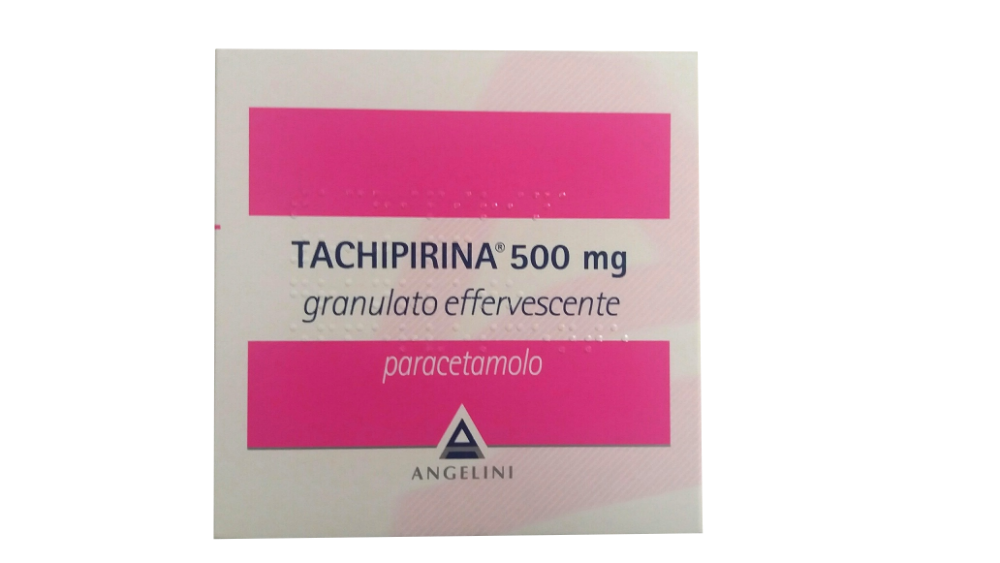 TACHIPIRINA® 500 mg
granulato effervescente
paracetamolo
ANGELINI